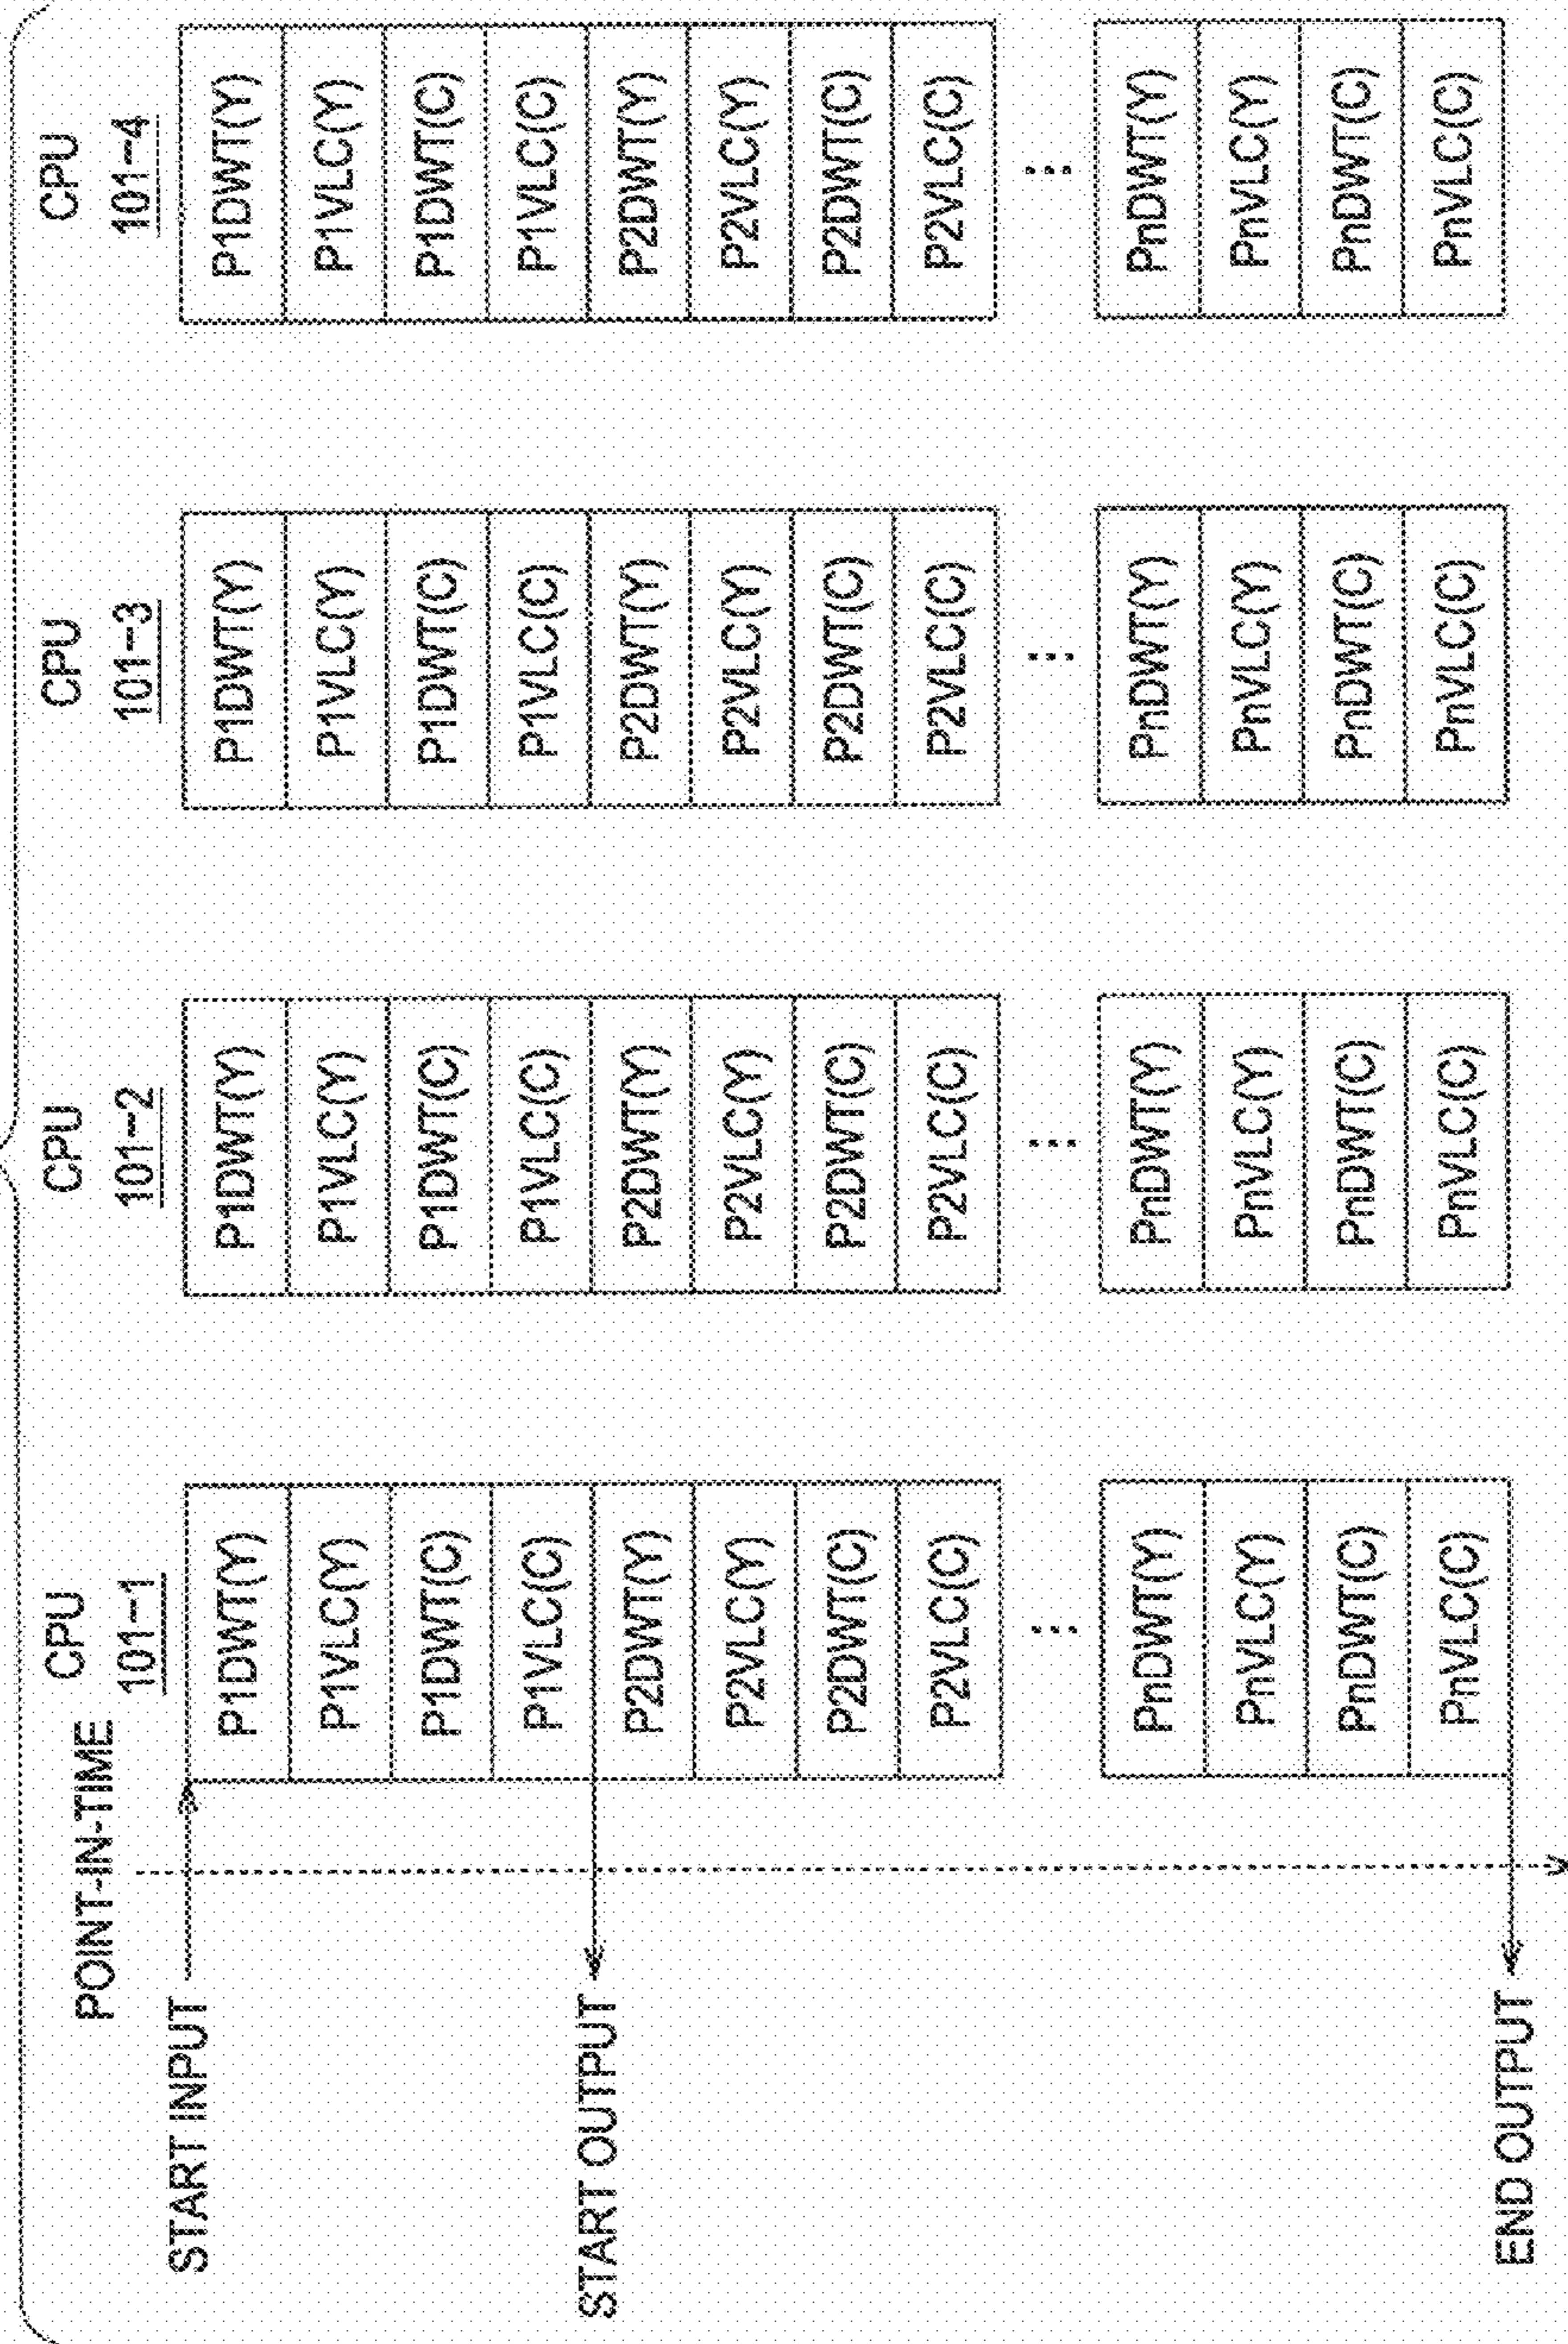 POINT-IN-TIME
CPU 101-1
CPU 101-2
CPU 101-3
CPU 101-4
START INPUT
P1DWT(Y) P1DWT(Y) P1DWT(Y) P1DWT(Y)
P1VLC(Y) P1VLC(Y) P1VLC(Y) P1VLC(Y)
P1DWT(C) P1DWT(C) P1DWT(C) P1DWT(C)
P1VLC(C) P1VLC(C) P1VLC(C) P1VLC(C)
START OUTPUT
P2DWT(Y) P2DWT(Y) P2DWT(Y) P2DWT(Y)
P2VLC(Y) P2VLC(Y) P2VLC(Y) P2VLC(Y)
P2DWT(C) P2DWT(C) P2DWT(C) P2DWT(C)
P2VLC(C) P2VLC(C) P2VLC(C) P2VLC(C)
... ... ... ...
PnDWT(Y) PnDWT(Y) PnDWT(Y) PnDWT(Y)
PnVLC(Y) PnVLC(Y) PnVLC(Y) PnVLC(Y)
PnDWT(C) PnDWT(C) PnDWT(C) PnDWT(C)
PnVLC(C) PnVLC(C) PnVLC(C) PnVLC(C)
END OUTPUT